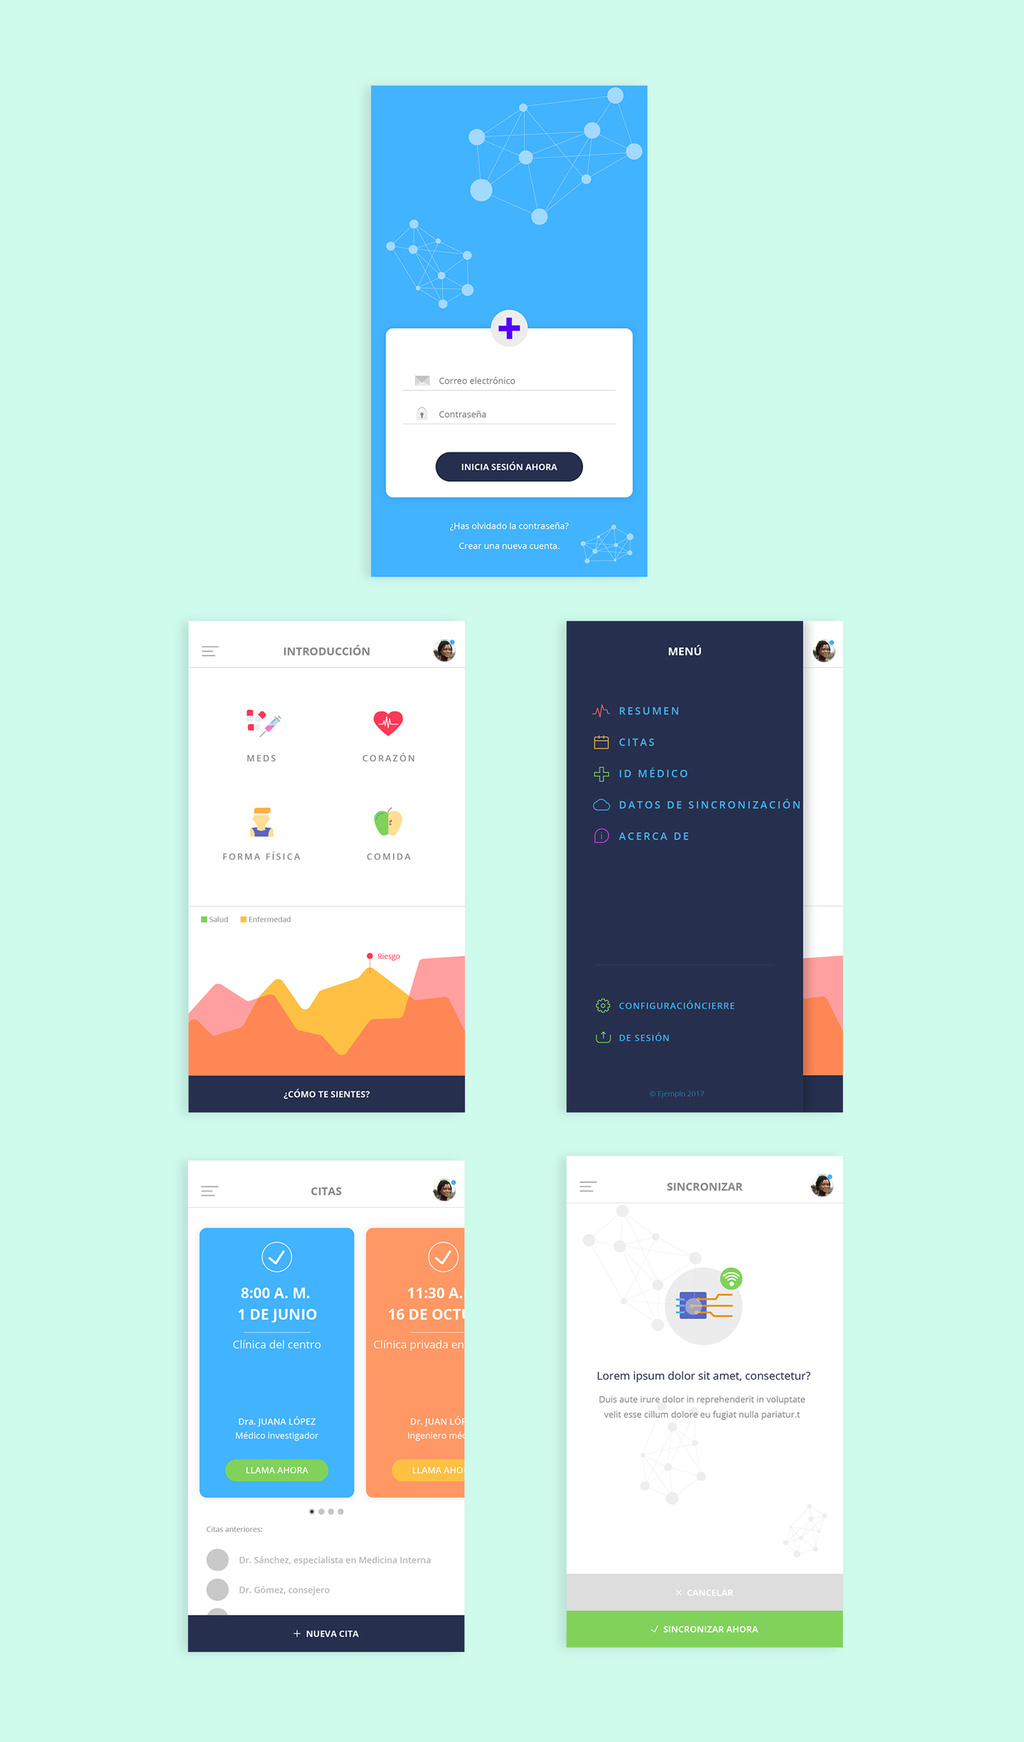 Correo electrónico
Contraseña
INICIA SESIÓN AHORA
¿Has olvidado la contraseña?
Crear una nueva cuenta.
INTRODUCCIÓN
MEDS
CORAZÓN
FORMA FÍSICA
COMIDA
Salud
Enfermedad
Riesgo
¿CÓMO TE SIENTES?
MENÚ
RESUMEN
CITAS
ID MÉDICO
DATOS DE SINCRONIZACIÓN
ACERCA DE
CONFIGURACIÓNCIERRE
DE SESIÓN
© Ejemplo 2017
CITAS
8:00 A. M.
1 DE JUNIO
Clínica del centro
Dra. JUANA LÓPEZ
Médico investigador
LLAMA AHORA
11:30 A.
16 DE OCTU
Clínica privada en
Dr. JUAN LÓP
Ingeniero méd
LLAMA AHO
Citas anteriores:
Dr. Sánchez, especialista en Medicina Interna
Dr. Gómez, consejero
+ NUEVA CITA
SINCRONIZAR
Lorem ipsum dolor sit amet, consectetur?
Duis aute irure dolor in reprehenderit in voluptate
velit esse cillum dolore eu fugiat nulla pariatur.t
CANCELAR
SINCRONIZAR AHORA